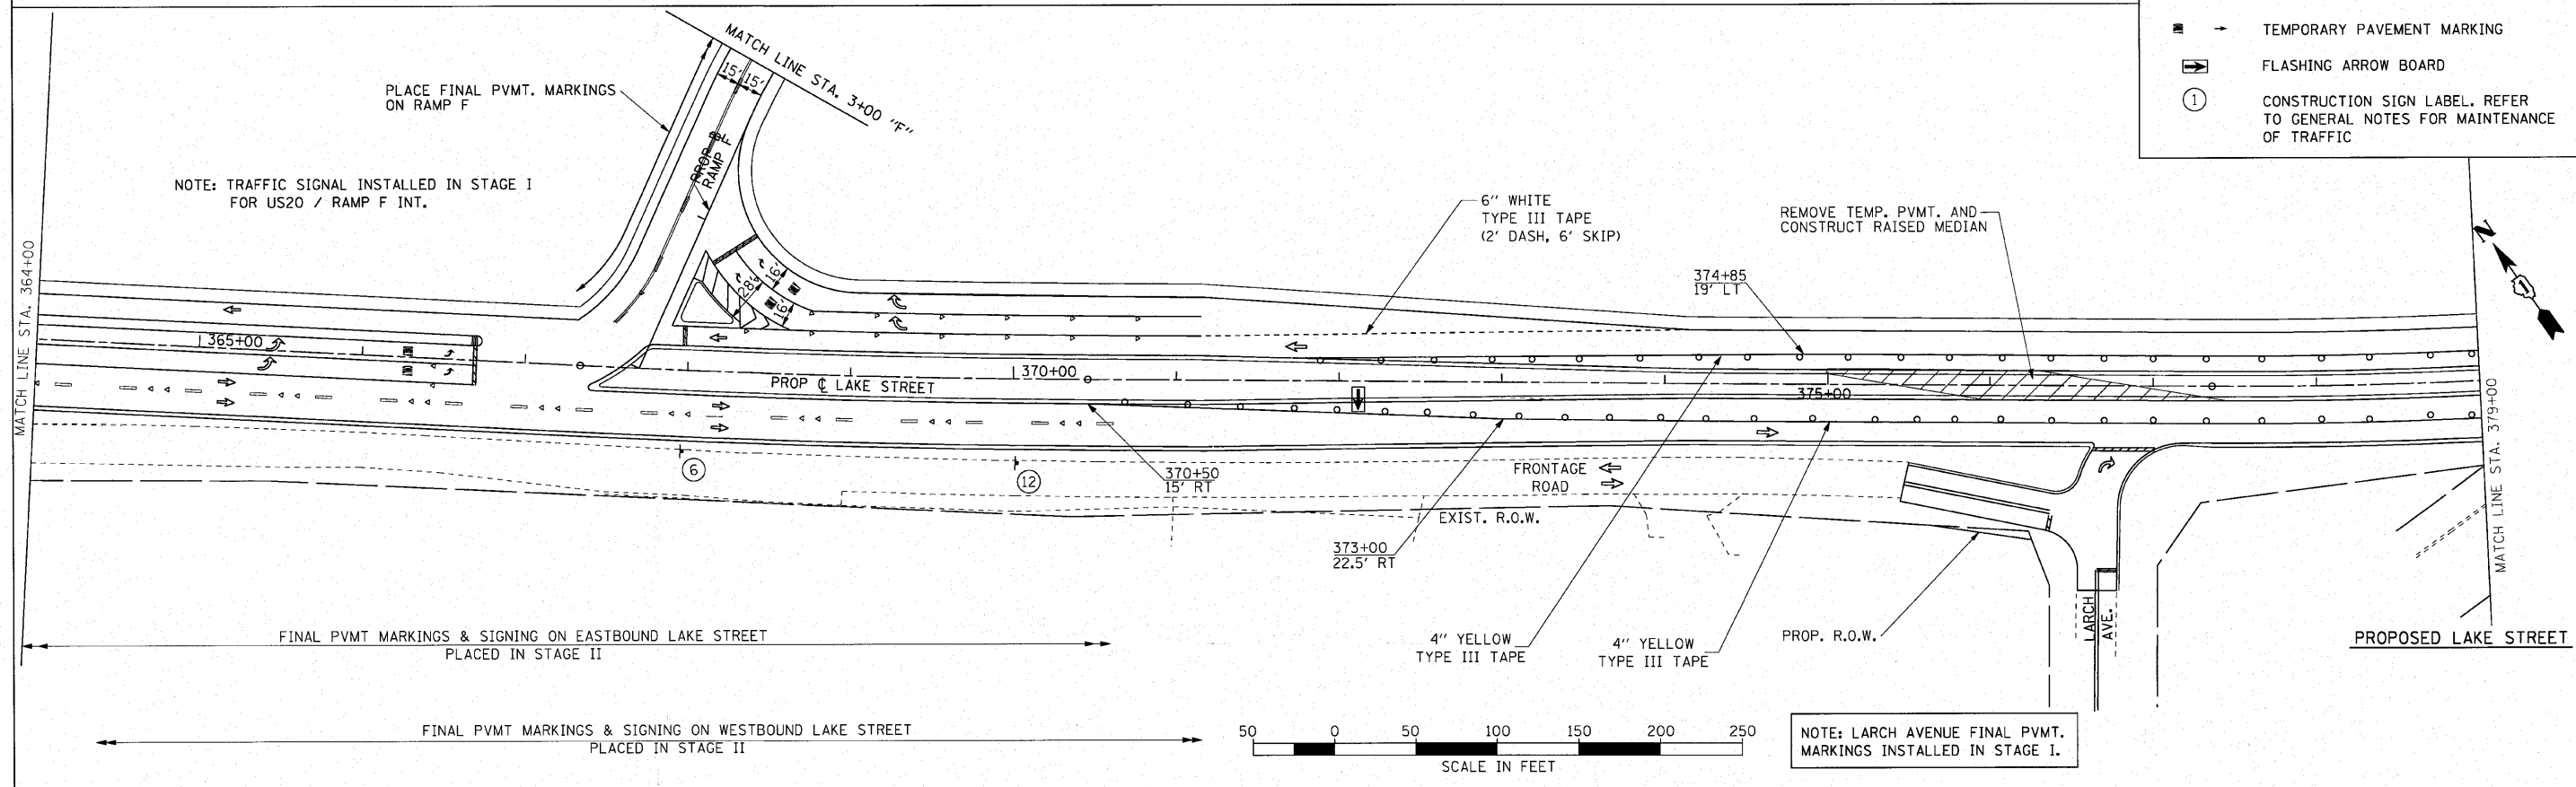 TEMPORARY PAVEMENT MARKING
FLASHING ARROW BOARD
1
CONSTRUCTION SIGN LABEL. REFER
TO GENERAL NOTES FOR MAINTENANCE
OF TRAFFIC
MATCH LINE STA. 3+00 "F"
15' 15'
PLACE FINAL PVMT. MARKINGS
ON RAMP F
PROP ℄
RAMP F
NOTE: TRAFFIC SIGNAL INSTALLED IN STAGE I
FOR US20 / RAMP F INT.
6" WHITE
TYPE III TAPE
(2' DASH, 6' SKIP)
REMOVE TEMP. PVMT. AND
CONSTRUCT RAISED MEDIAN
N
1
MATCH LINE STA. 364+00
16'
28'
16'
374+85
19' LT
365+00
370+00
PROP ℄ LAKE STREET
375+00
MATCH LINE STA. 379+00
6
12
370+50
15' RT
FRONTAGE
ROAD
EXIST. R.O.W.
373+00
22.5' RT
4" YELLOW
TYPE III TAPE
4" YELLOW
TYPE III TAPE
PROP. R.O.W.
LARCH
AVE.
PROPOSED LAKE STREET
FINAL PVMT MARKINGS & SIGNING ON EASTBOUND LAKE STREET
PLACED IN STAGE II
FINAL PVMT MARKINGS & SIGNING ON WESTBOUND LAKE STREET
PLACED IN STAGE II
50 0 50 100 150 200 250
SCALE IN FEET
NOTE: LARCH AVENUE FINAL PVMT.
MARKINGS INSTALLED IN STAGE I.